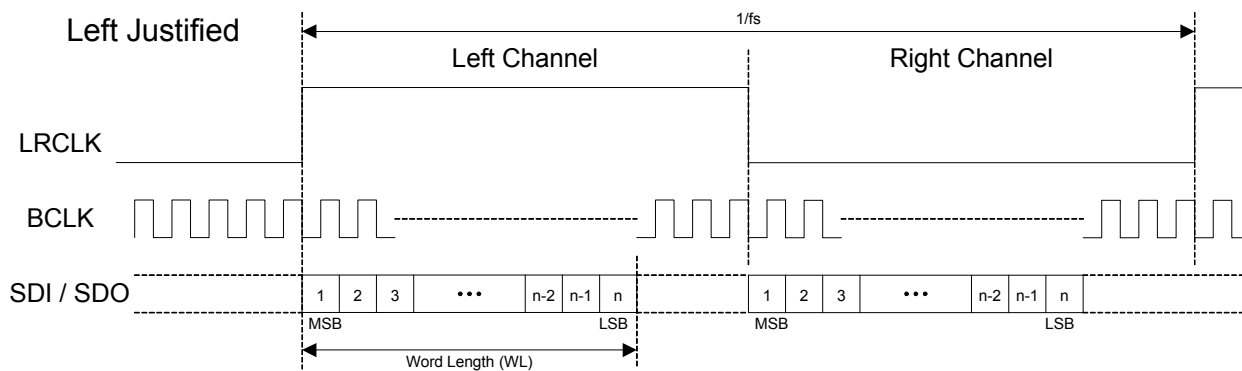 Left Justified
1/fs
Left Channel
Right Channel
LRCLK
BCLK
SDI / SDO
1 2 3 ••• n-2 n-1 n
1 2 3 ••• n-2 n-1 n
MSB
LSB
MSB
LSB
Word Length (WL)